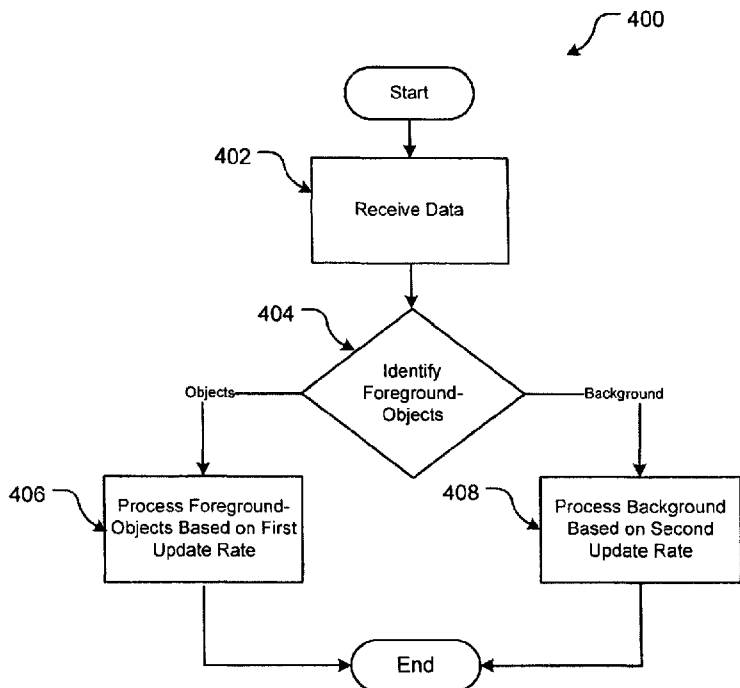 400
Start
402
Receive Data
404
Identify
Foreground-
Objects
Objects
Background
406
Process Foreground-
Objects Based on First
Update Rate
408
Process Background
Based on Second
Update Rate
End